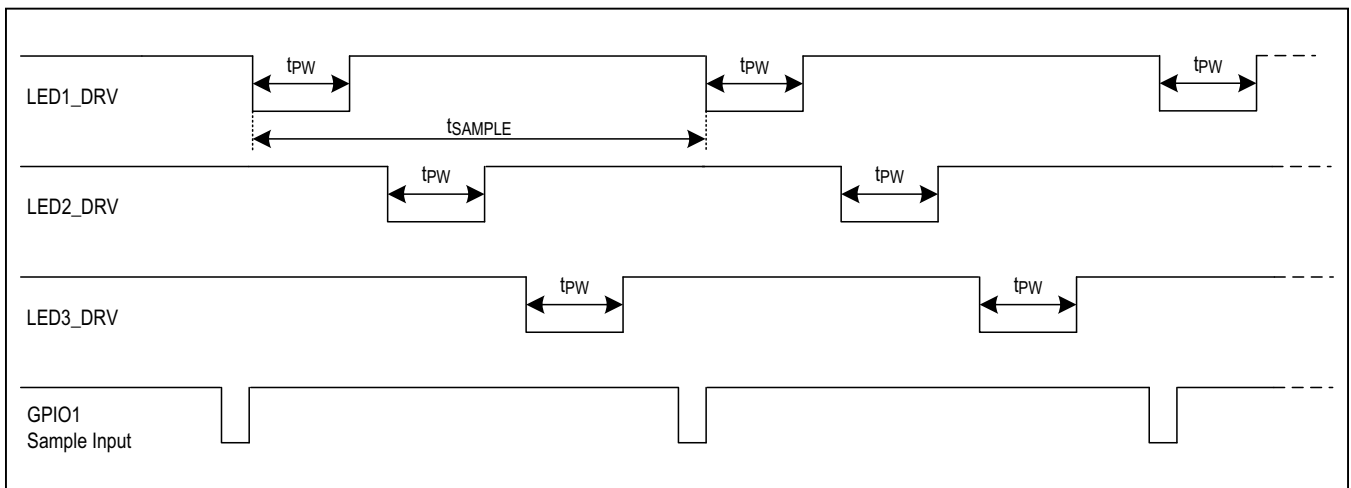 tPW
tPW
tPW
LED1_DRV
tSAMPLE
tPW
tPW
LED2_DRV
tPW
tPW
LED3_DRV
GPIO1
Sample Input